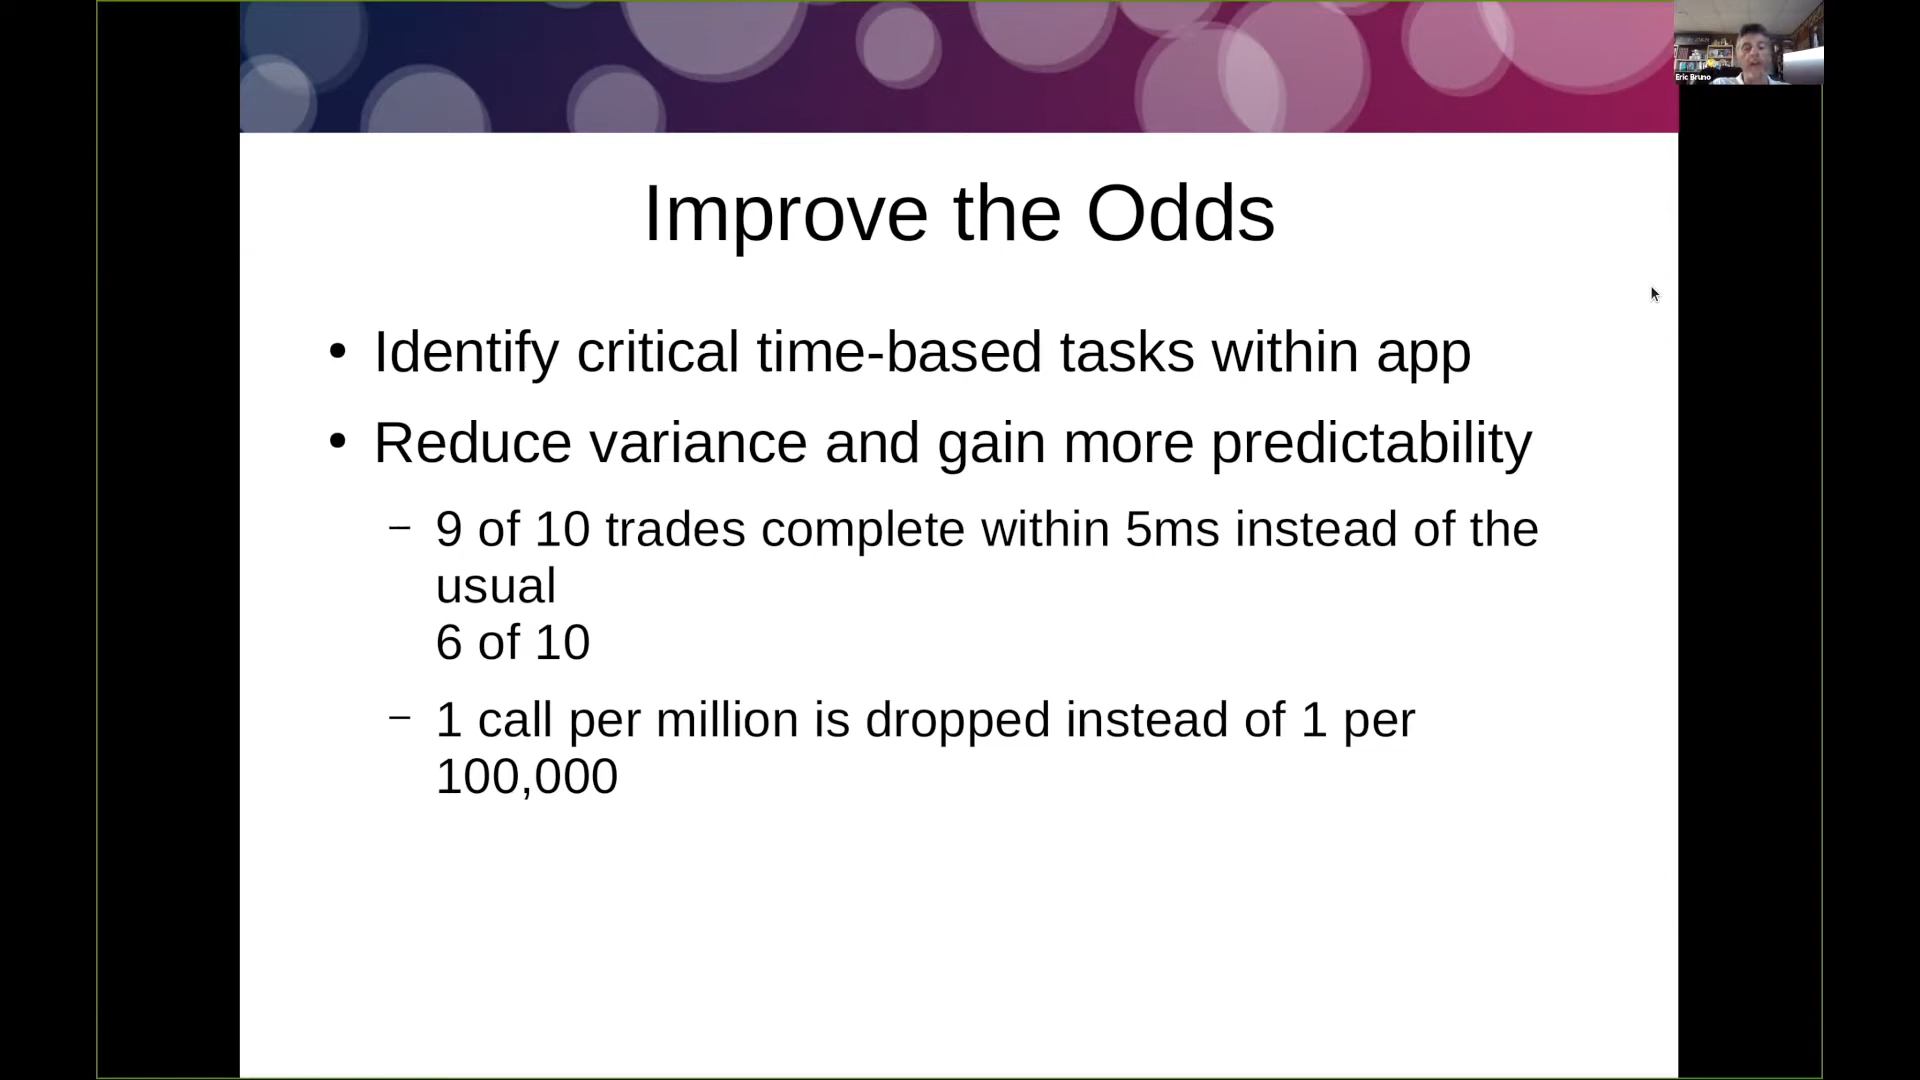 Eric Bruno
Improve the Odds
• Identify critical time-based tasks within app
• Reduce variance and gain more predictability
– 9 of 10 trades complete within 5ms instead of the
usual
6 of 10
– 1 call per million is dropped instead of 1 per
100,000